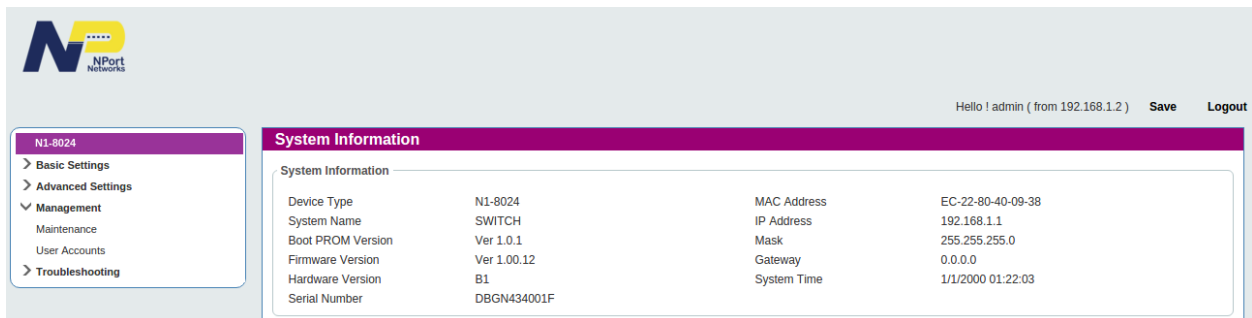 NPort
Networks
Hello ! admin ( from 192.168.1.2 ) Save Logout
N1-8024
Basic Settings
Advanced Settings
Management
Maintenance
User Accounts
Troubleshooting
System Information
System Information
Device Type N1-8024 MAC Address EC-22-80-40-09-38
System Name SWITCH IP Address 192.168.1.1
Boot PROM Version Ver 1.0.1 Mask 255.255.255.0
Firmware Version Ver 1.00.12 Gateway 0.0.0.0
Hardware Version B1 System Time 1/1/2000 01:22:03
Serial Number DBGN434001F